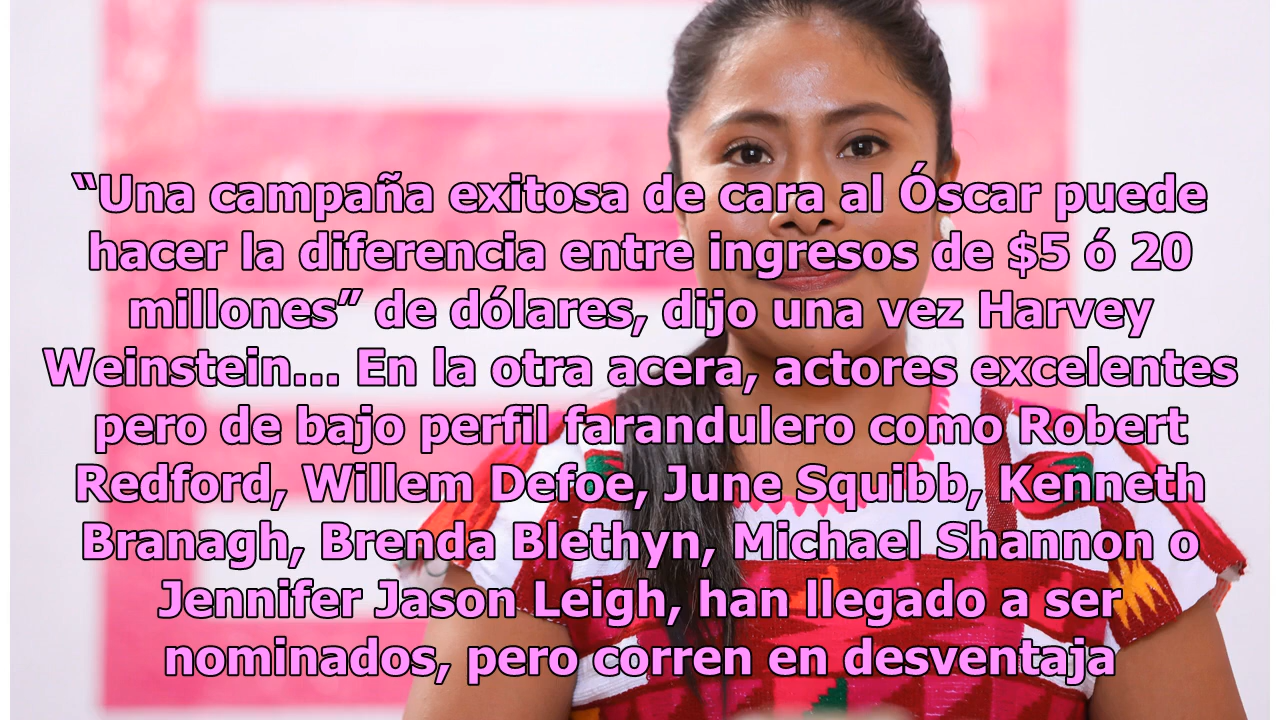 “Una campaña exitosa de cara al Óscar puede
hacer la diferencia entre ingresos de $5 ó 20
millones” de dólares, dijo una vez Harvey
Weinstein... En la otra acera, actores excelentes
pero de bajo perfil farandulero como Robert
Redford, Willem Defoe, June Squibb, Kenneth
Branagh, Brenda Blethyn, Michael Shannon o
Jennifer Jason Leigh, han llegado a ser
nominados, pero corren en desventaja